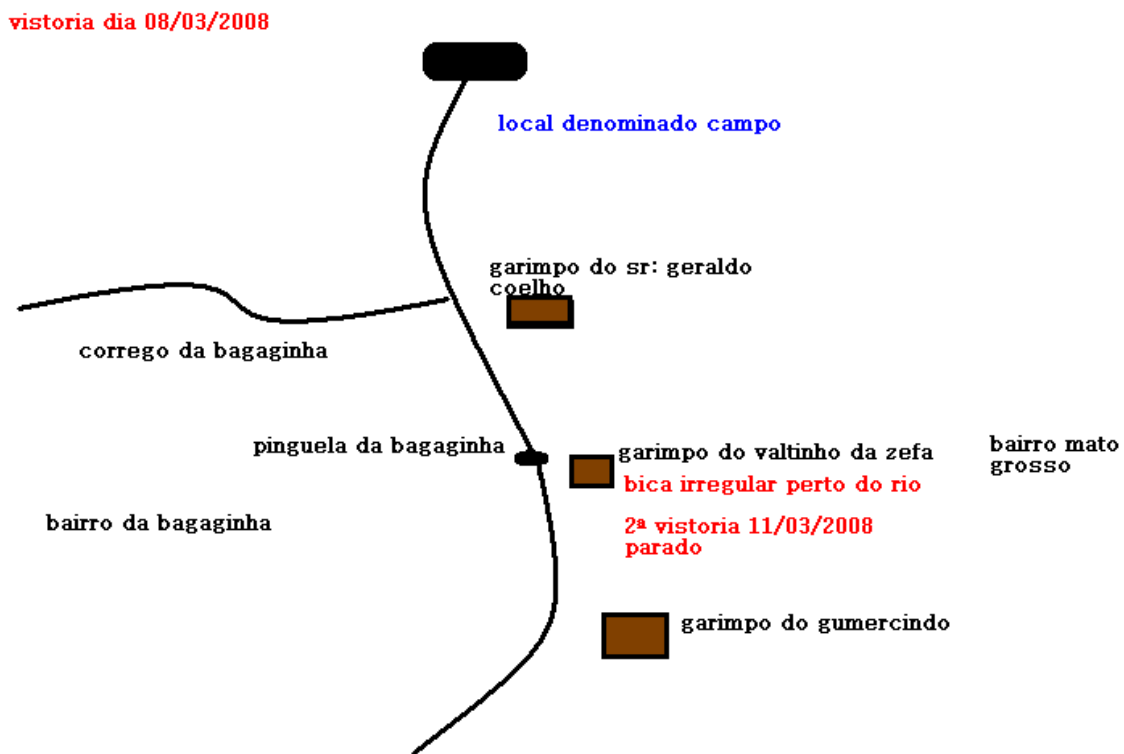 vistoria dia 08/03/2008
local denominado campo
garimpo do sr: geraldo
coelho
corrego da bagaginha
pinguela da bagaginha
garimpo do valtinho da zefa
bica irregular perto do rio
2ª vistoria 11/03/2008
parado
bairro mato
grosso
bairro da bagaginha
garimpo do gumercindo